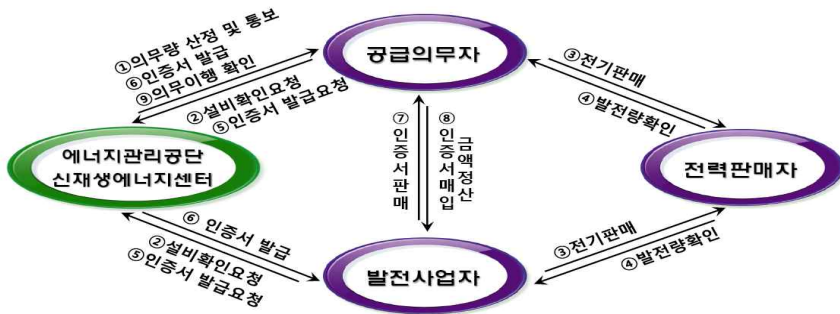 공급의무자
①의무량 산정 및 통보
⑥인증서 발급
⑨의무이행 확인
②설비확인요청
⑤인증서 발급요청
③전기판매
④발전량확인
에너지관리공단
신재생에너지센터
⑦인증서판매
⑧인증서매입
금액정산
전력판매자
⑥ 인증서 발급
②설비확인요청
⑤인증서 발급요청
③전기판매
④발전량확인
발전사업자